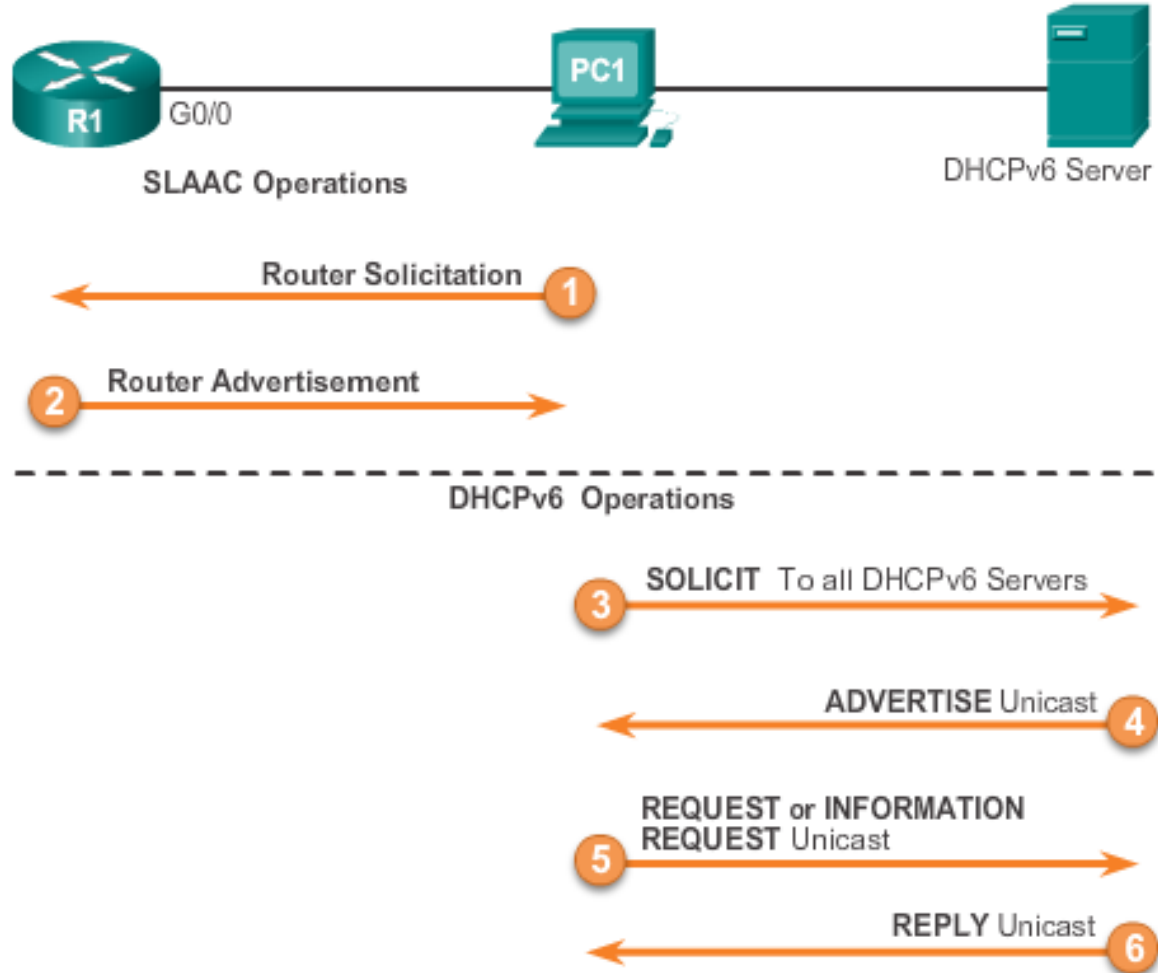 PC1
R1
G0/0
DHCPv6 Server
SLAAC Operations
Router Solicitation
1
Router Advertisement
2
DHCPv6 Operations
SOLICIT To all DHCPv6 Servers
3
ADVERTISE Unicast
4
REQUEST or INFORMATION
REQUEST Unicast
5
REPLY Unicast
6